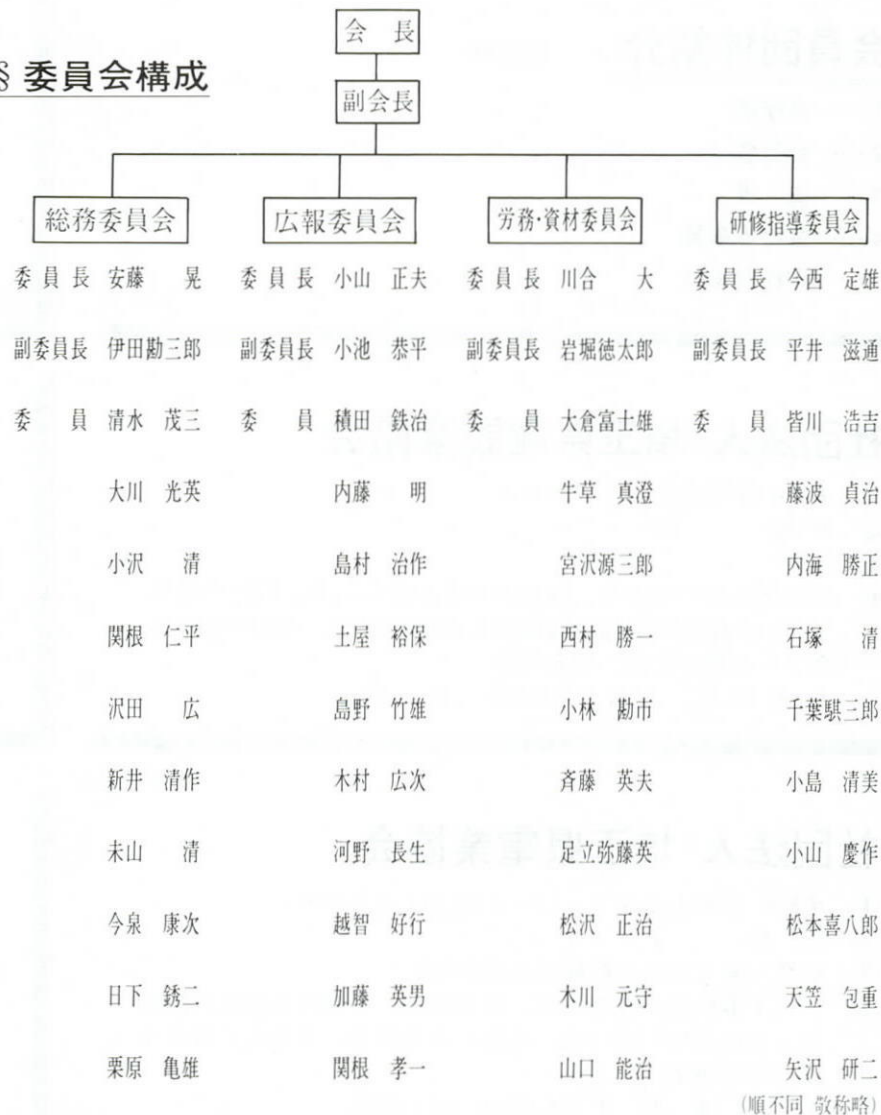 会 長
§ 委員会構成
副会長
総務委員会
委員長 安藤 晃
副委員長 伊田勘三郎
委員 清水 茂三
大川 光英
小沢 清
関根 仁平
沢田 広
新井 清作
未山 清
今泉 康次
日下 銹二
栗原 亀雄
広報委員会
委員長 小山 正夫
副委員長 小池 恭平
委員 積田 鉄治
内藤 明
島村 治作
土屋 裕保
島野 竹雄
木村 広次
河野 長生
越智 好行
加藤 英男
関根 孝一
労務・資材委員会
委員長 川合 大
副委員長 岩堀徳太郎
委員 大倉富士雄
牛草 真澄
宮沢源三郎
西村 勝一
小林 勘市
斉藤 英夫
足立弥藤英
松沢 正治
木川 元守
山口 能治
研修指導委員会
委員長 今西 定雄
副委員長 平井 滋通
委員 皆川 浩吉
藤波 貞治
内海 勝正
石塚 清
千葉騏三郎
小島 清美
小山 慶作
松本喜八郎
天笠 包重
矢沢 研二
(順不同 敬称略)